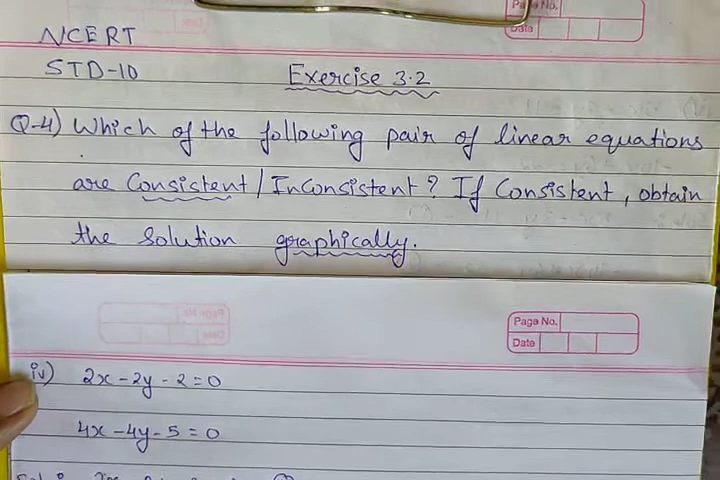 Page No.
Date
NCERT
STD-10
Exercise 3.2
Q-4) Which of the following pair of linear equations
are Consistent / Inconsistent? If Consistent, obtain
the Solution graphically.
Page No.
Date
iv) 2x - 2y - 2 = 0
4x - 4y - 5 = 0